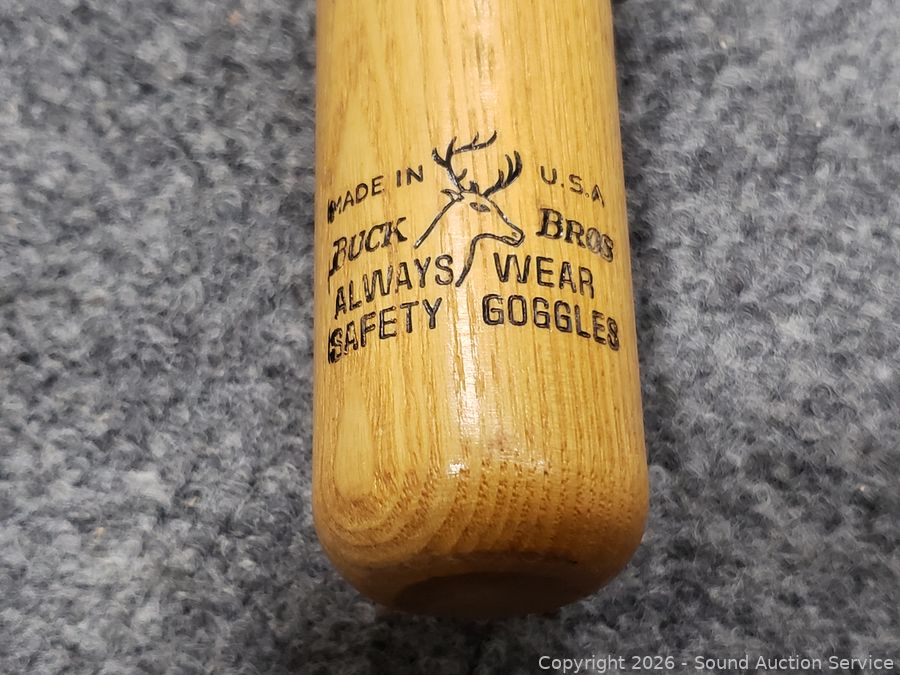 MADE IN U.S.A
BUCK BROS
ALWAYS WEAR
SAFETY GOGGLES
Copyright © 2026 - Sound Auction Service